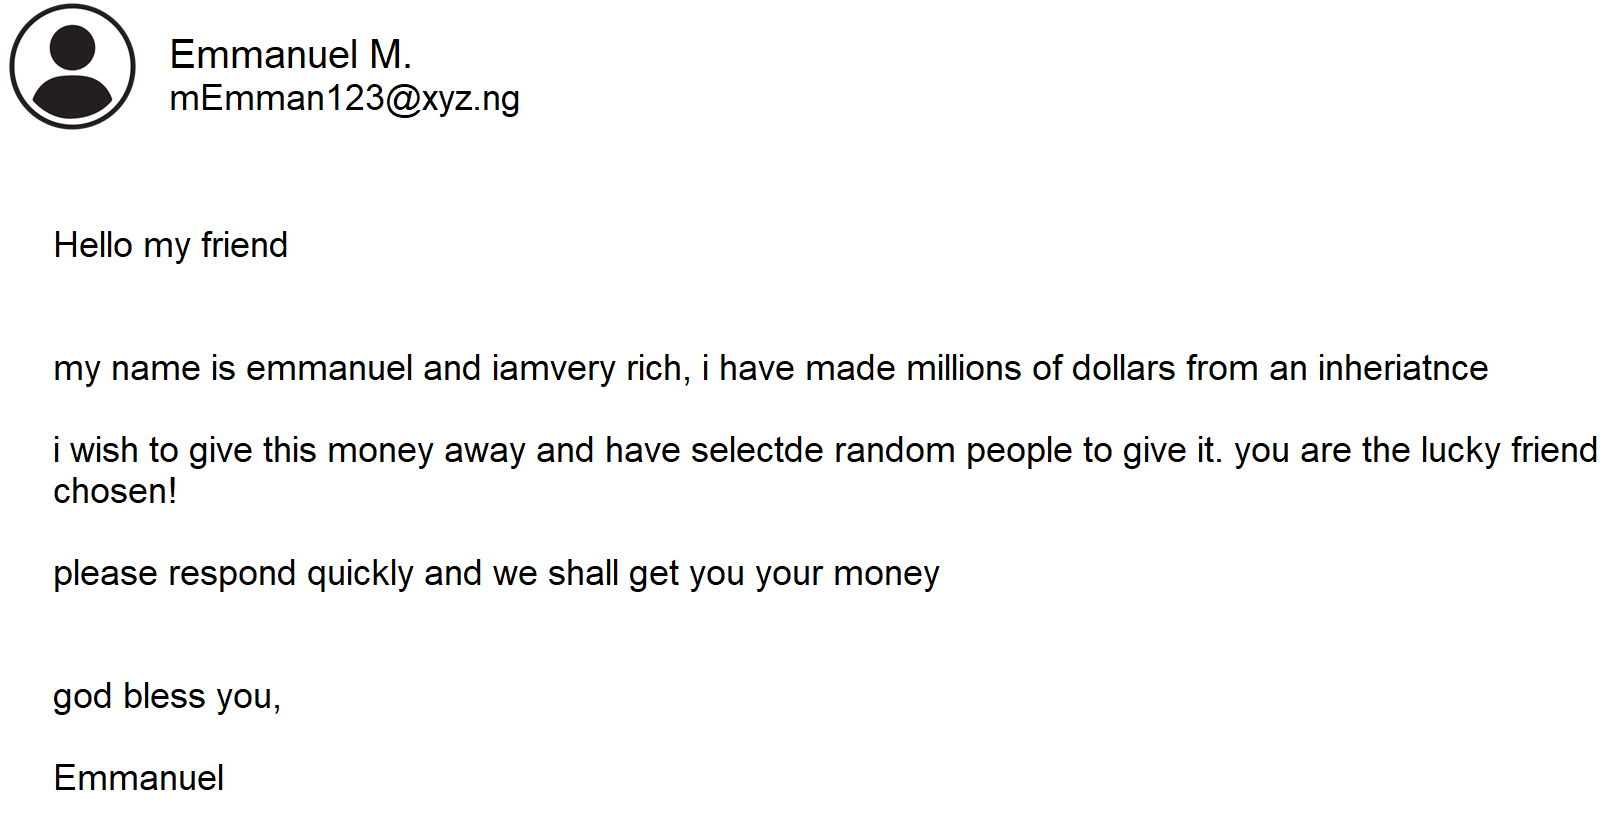 Emmanuel M.
mEmman123@xyz.ng
Hello my friend
my name is emmanuel and iamvery rich, i have made millions of dollars from an inheriatnce
i wish to give this money away and have selectde random people to give it. you are the lucky friend
chosen!
please respond quickly and we shall get you your money
god bless you,
Emmanuel